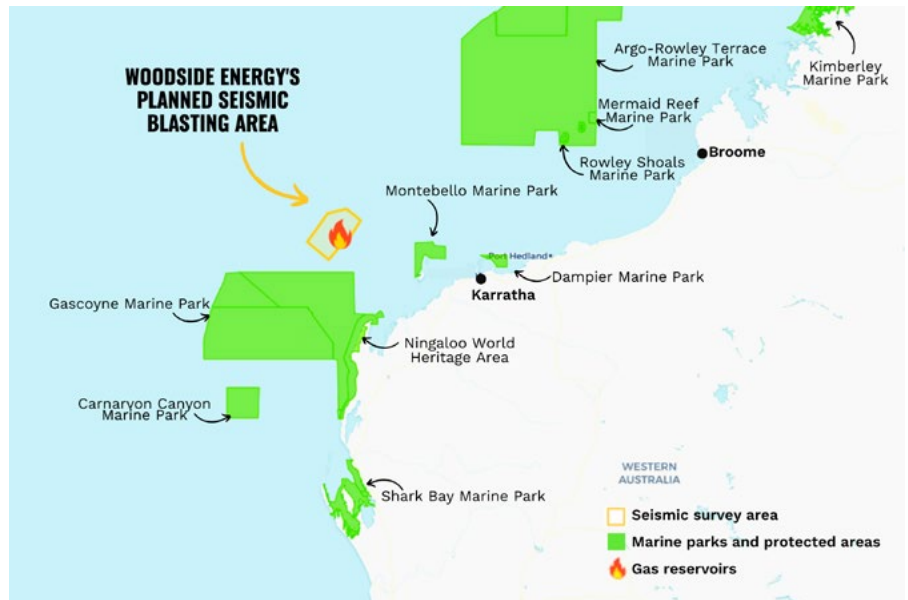 WOODSIDE ENERGY'S
PLANNED SEISMIC
BLASTING AREA
Argo-Rowley Terrace
Marine Park
Kimberley
Marine Park
Mermaid Reef
Marine Park
Broome
Rowley Shoals
Marine Park
Montebello Marine Park
Port Hedland
Dampier Marine Park
Karratha
Gascoyne Marine Park
Ningaloo World
Heritage Area
Carnaryon Canyon
Marine Park
Shark Bay Marine Park
WESTERN
AUSTRALIA
Seismic survey area
Marine parks and protected areas
Gas reservoirs